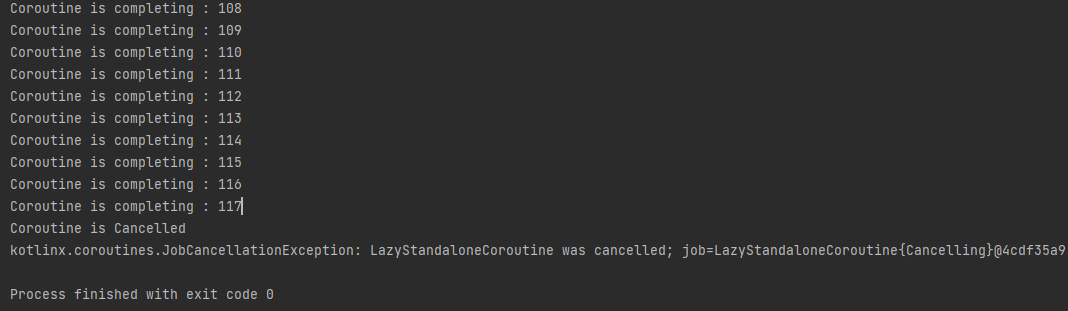 Coroutine is completing : 108
Coroutine is completing : 109
Coroutine is completing : 110
Coroutine is completing : 111
Coroutine is completing : 112
Coroutine is completing : 113
Coroutine is completing : 114
Coroutine is completing : 115
Coroutine is completing : 116
Coroutine is completing : 117
Coroutine is Cancelled
kotlinx.coroutines.JobCancellationException: LazyStandaloneCoroutine was cancelled; job=LazyStandaloneCoroutine{Cancelling}@4cdf35a9
Process finished with exit code 0